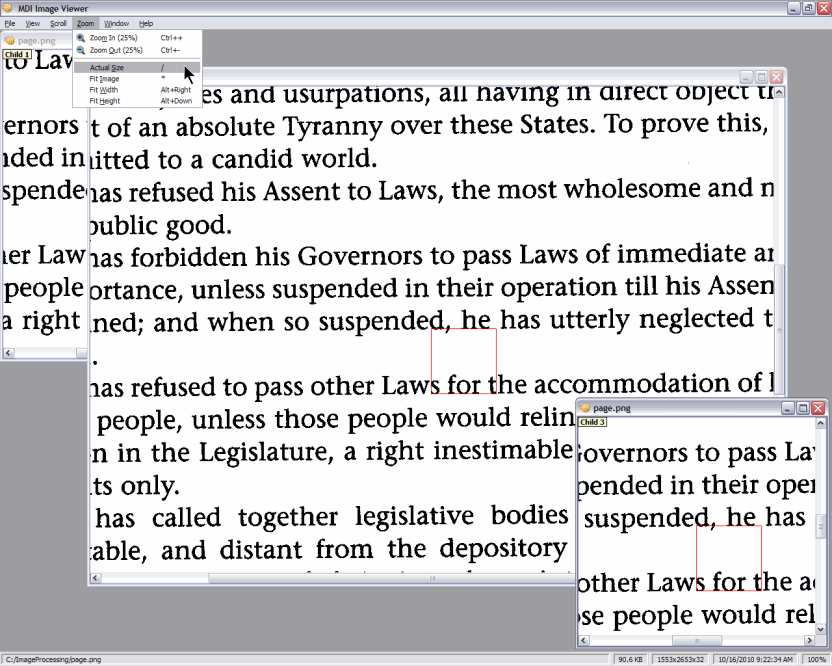 MDI Image Viewer
File View Scroll Zoom Window Help
Zoom In (25%) Ctrl++
Zoom Out (25%) Ctrl+-
Actual Size /
Fit Image *
Fit Width Alt+Right
Fit Height Alt+Down
page.png
Child 1
to Law
ernors
nded in
spende
er Law
people
a right
es and usurpations, all having in direct object t
t of an absolute Tyranny over these States. To prove this,
itted to a candid world.
has refused his Assent to Laws, the most wholesome and n
public good.
has forbidden his Governors to pass Laws of immediate an
ortance, unless suspended in their operation till his Assen
ned; and when so suspended, he has utterly neglected t
.
has refused to pass other Laws for the accommodation of l
people, unless those people would relin
n in the Legislature, a right inestimable
ts only.
has called together legislative bodies
table, and distant from the depository
page.png
Child 3
Governors to pass La
pended in their oper
suspended, he has
other Laws for the a
se people would rel
C:/ImageProcessing/page.png 90.6 KB 1553x2653x32 10/16/2010 9:22:34 AM 100%